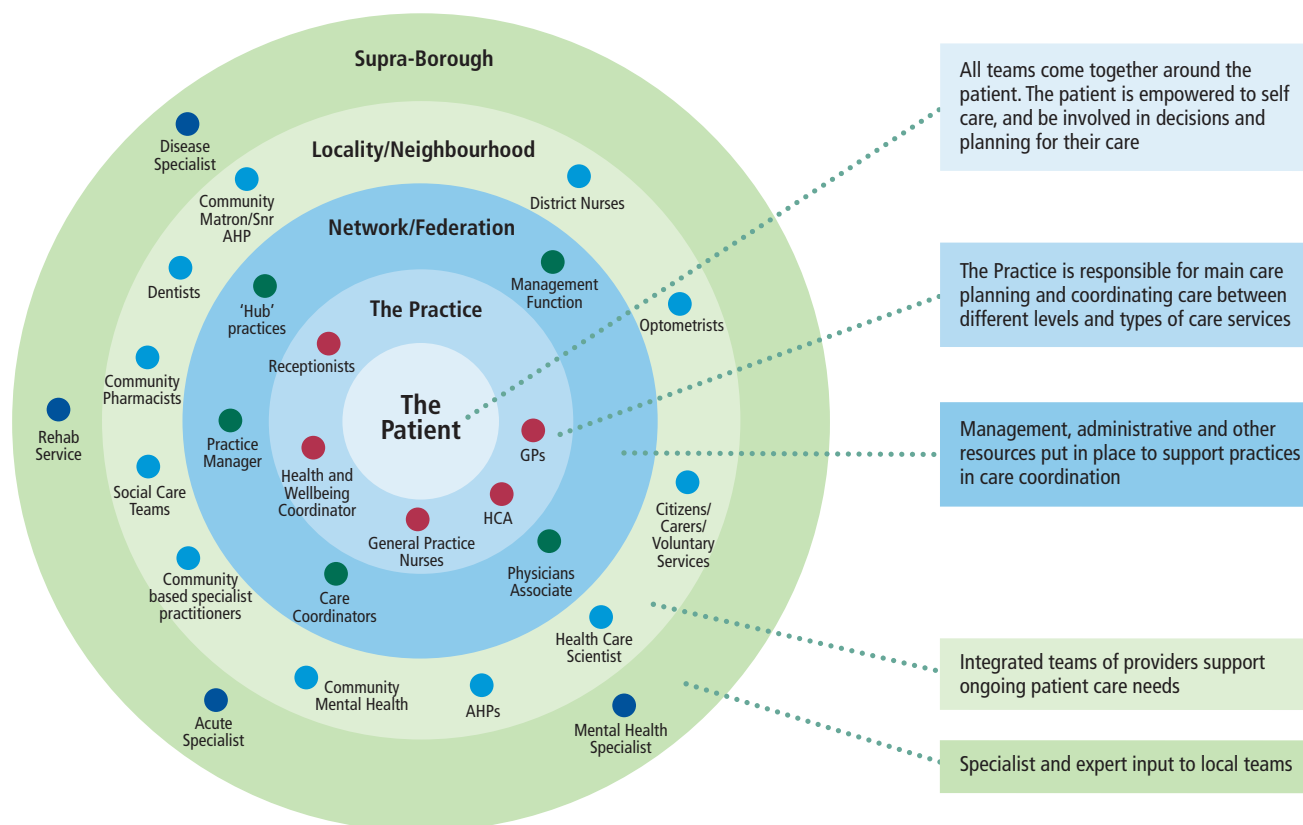 Supra-Borough
Disease
Specialist
Locality/Neighbourhood
Community
Matron/Snr
AHP
District Nurses
Network/Federation
Dentists
'Hub'
practices
Management
Function
Optometrists
The Practice
Receptionists
Community
Pharmacists
The
Patient
Rehab
Service
Practice
Manager
GPs
Social Care
Teams
Health and
Wellbeing
Coordinator
HCA
Citizens/
Carers/
Voluntary
Services
General Practice
Nurses
Community
based specialist
practitioners
Care
Coordinators
Physicians
Associate
Health Care
Scientist
Community
Mental Health
AHPs
Acute
Specialist
Mental Health
Specialist
All teams come together around the
patient. The patient is empowered to self
care, and be involved in decisions and
planning for their care
The Practice is responsible for main care
planning and coordinating care between
different levels and types of care services
Management, administrative and other
resources put in place to support practices
in care coordination
Integrated teams of providers support
ongoing patient care needs
Specialist and expert input to local teams